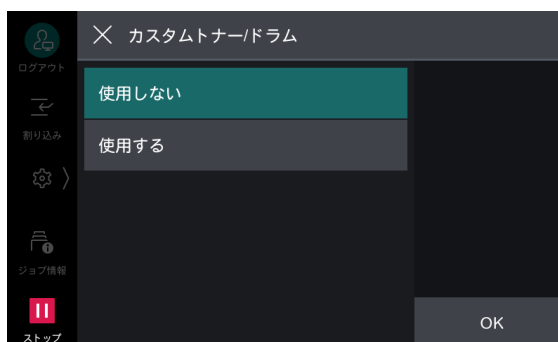 カスタムトナー/ドラム
ログアウト
使用しない
割り込み
使用する
ジョブ情報
ストップ
OK